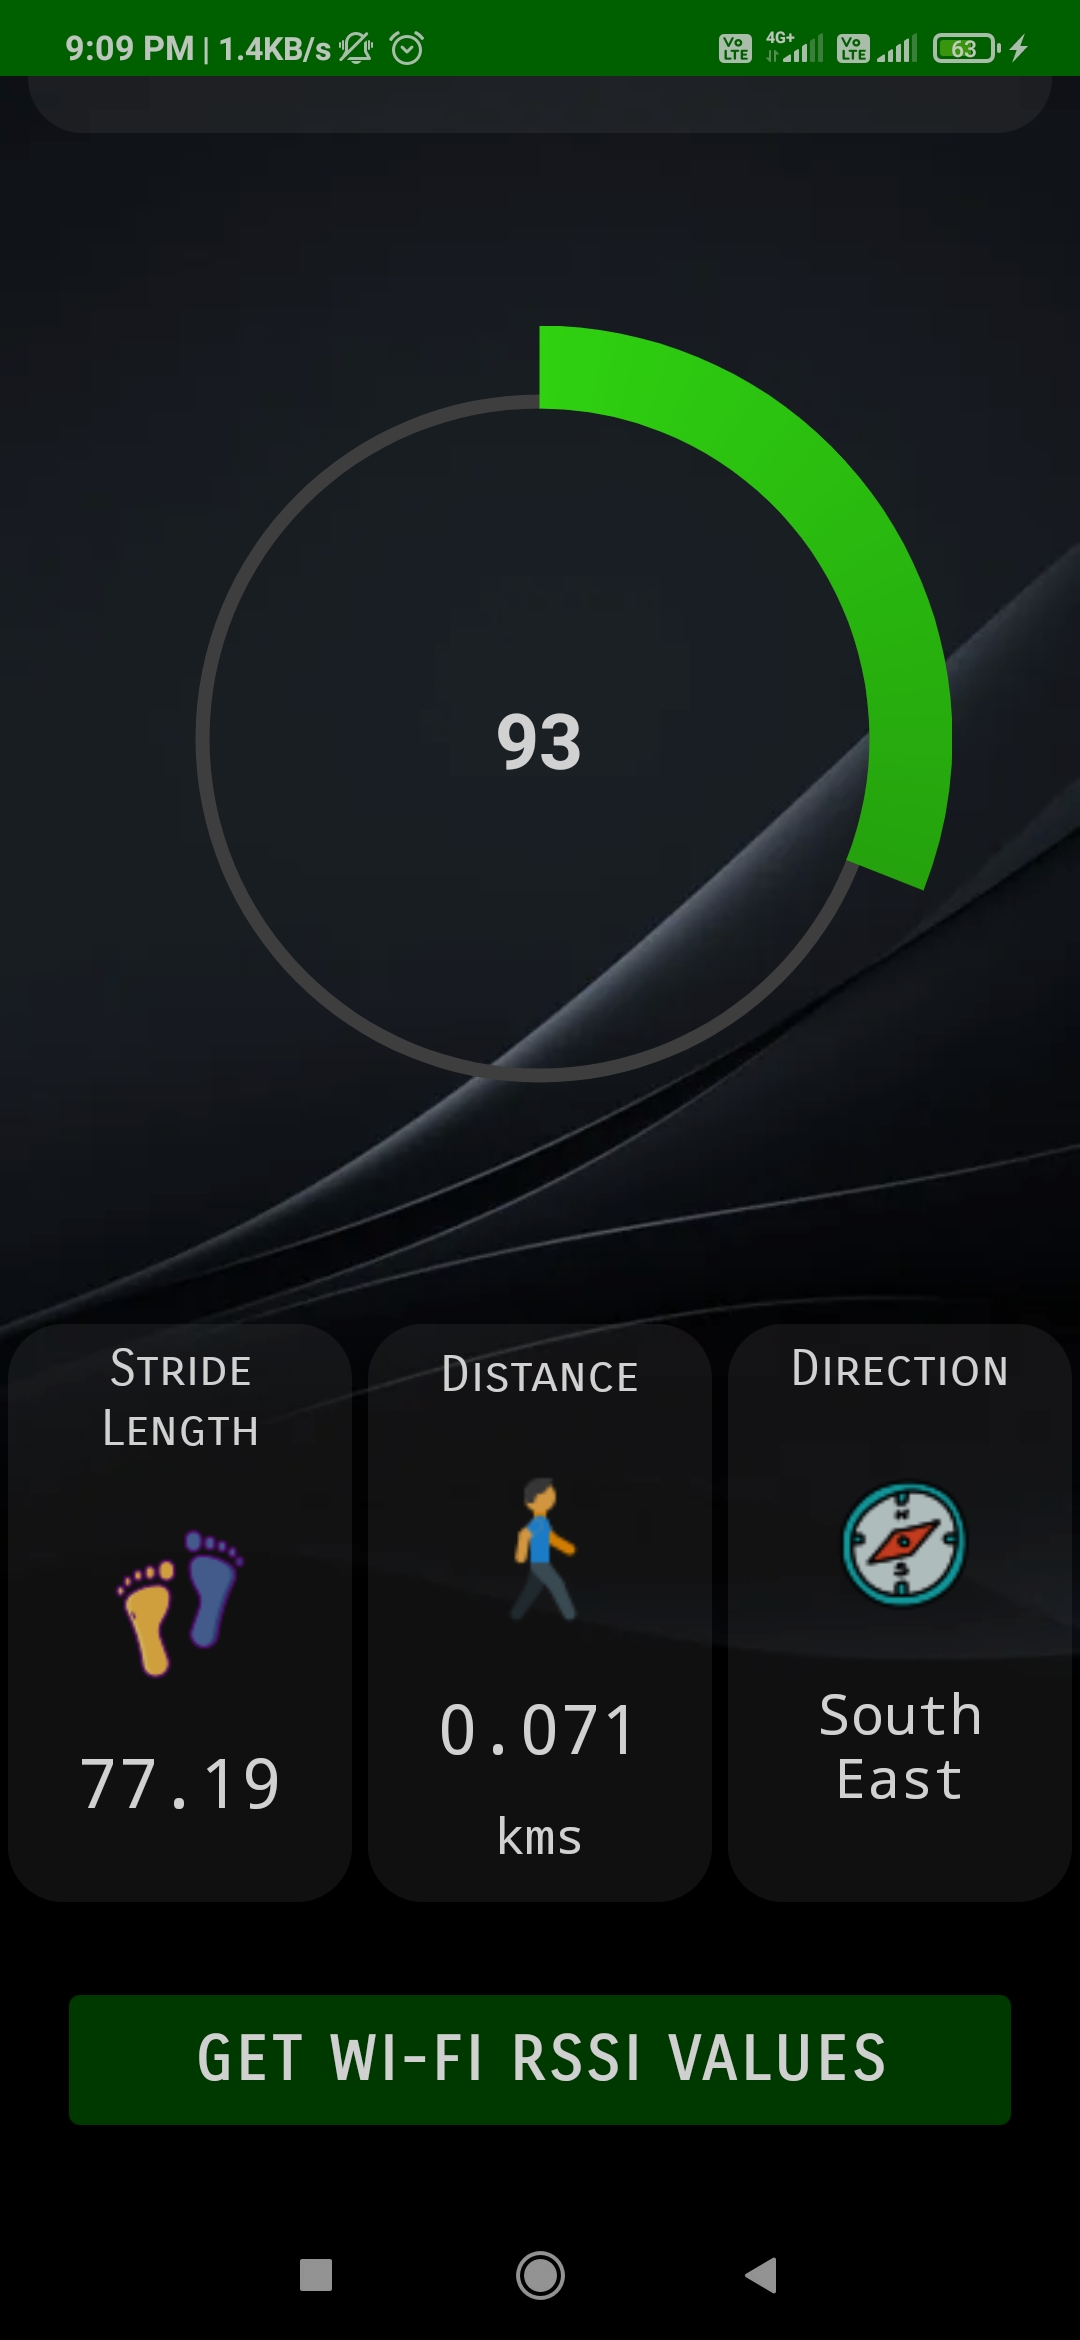 9:09 PM | 1.4KB/s Vo LTE 4G+ Vo LTE 63
93
STRIDE LENGTH
77.19
DISTANCE
0.071
kms
DIRECTION
N
S
South
East
GET WI-FI RSSI VALUES